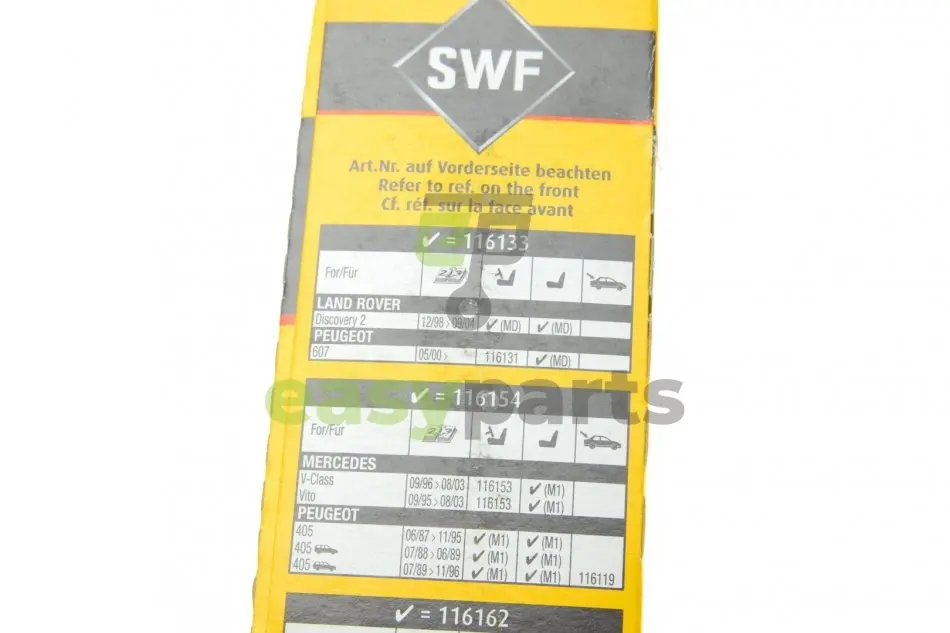 SWF
Art.Nr. auf Vorderseite beachten
Refer to ref. on the front
Cf. réf. sur la face avant
✓ = 116133
For/Für
LAND ROVER
Discovery 2 12/98 > 09/04 ✓ (MD) ✓ (MD)
PEUGEOT
607 05/00 > 116131 ✓ (MD)
easyparts
✓ = 116154
For/Für
MERCEDES
V-Class 09/96 > 08/03 116153 ✓ (M1)
Vito 09/95 > 08/03 116153 ✓ (M1)
PEUGEOT
405 06/87 > 11/95 ✓ (M1) ✓ (M1)
405 07/88 > 06/89 ✓ (M1) ✓ (M1)
405 07/89 > 11/96 ✓ (M1) ✓ (M1) 116119
✓ = 116162